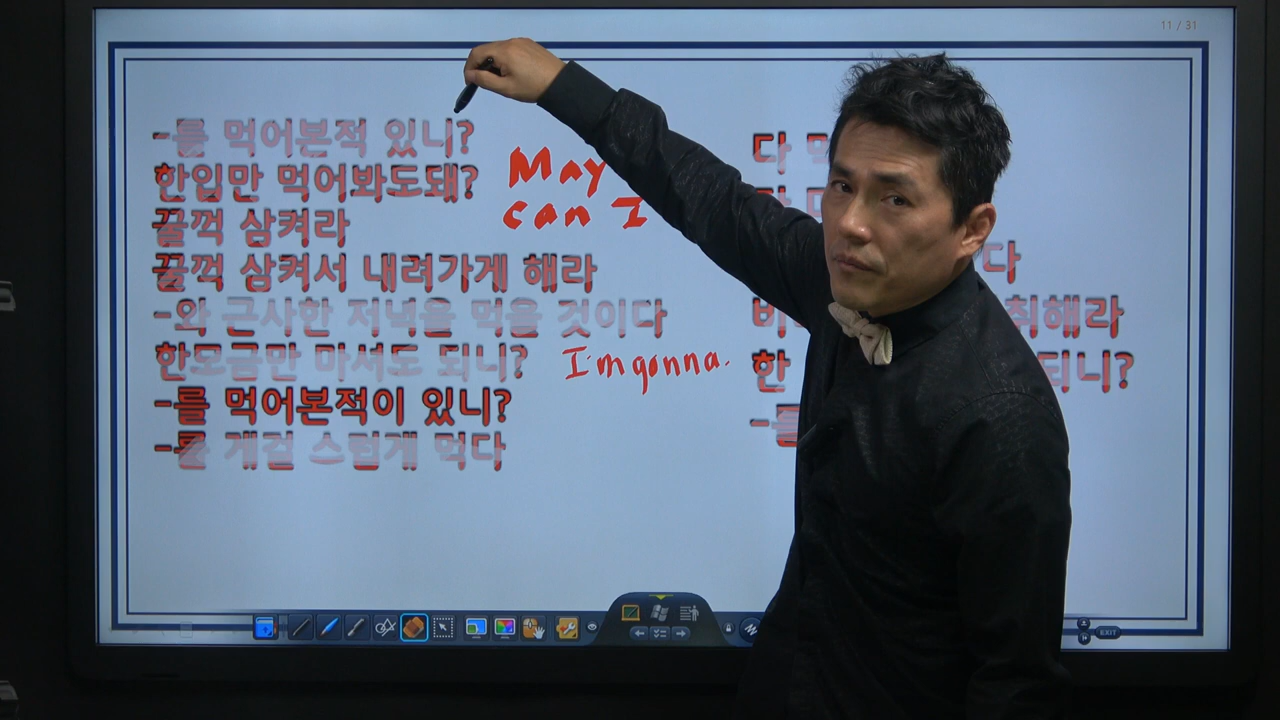 11 / 31
-를 먹어본적 있니?
한입만 먹어봐도돼?
May
can I
꿀꺽 삼켜라
꿀꺽 삼켜서 내려가게 해라
-와 근사한 저녁을 먹을 것이다
한모금만 마셔도 되니?
I'm gonna.
-를 먹어본적이 있니?
-를 게걸 스럽게 먹다
다
다
취해라
한 되니?
-를
EXIT